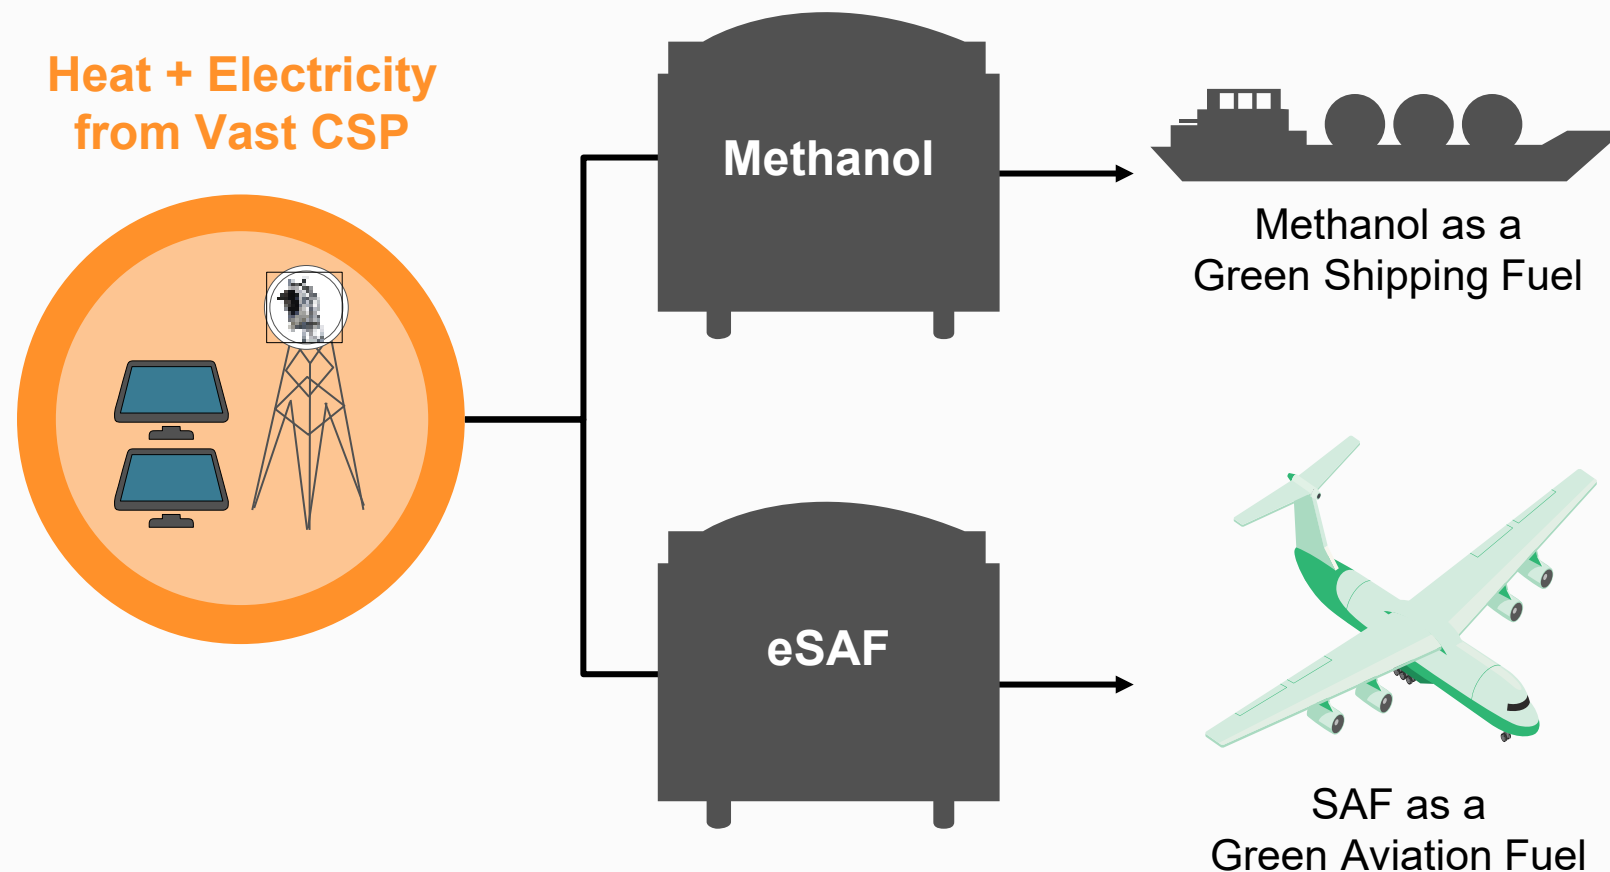 Heat + Electricity
from Vast CSP
Methanol
Methanol as a
Green Shipping Fuel
eSAF
SAF as a
Green Aviation Fuel